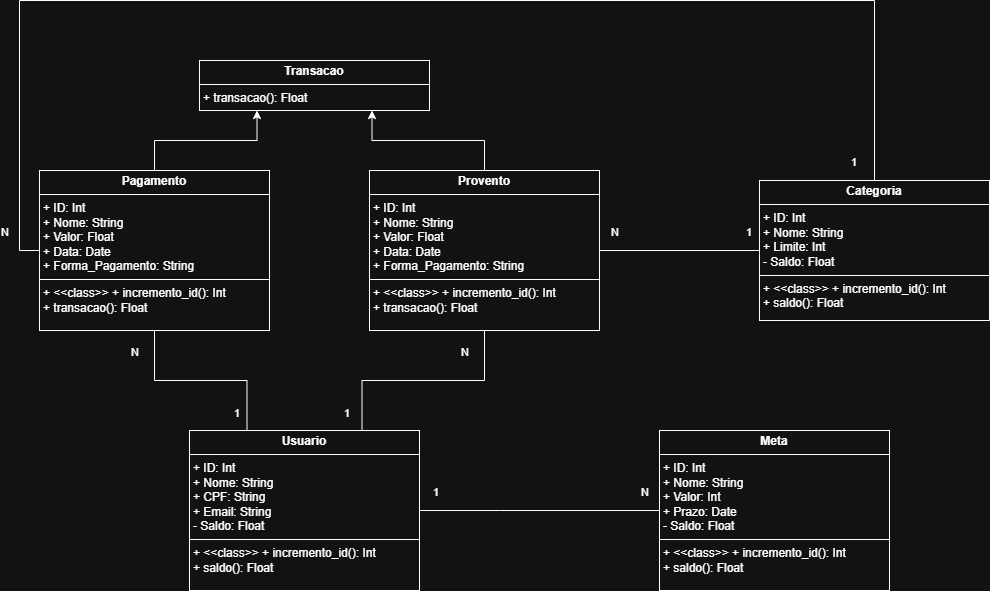 Transacao
+ transacao(): Float
Pagamento
+ ID: Int
+ Nome: String
+ Valor: Float
+ Data: Date
+ Forma_Pagamento: String
+ <<class>> + incremento_id(): Int
+ transacao(): Float
Provento
+ ID: Int
+ Nome: String
+ Valor: Float
+ Data: Date
+ Forma_Pagamento: String
+ <<class>> + incremento_id(): Int
+ transacao(): Float
1
Categoria
+ ID: Int
+ Nome: String
+ Limite: Int
- Saldo: Float
+ <<class>> + incremento_id(): Int
+ saldo(): Float
N
N
1
N
N
1
1
Usuario
+ ID: Int
+ Nome: String
+ CPF: String
+ Email: String
- Saldo: Float
+ <<class>> + incremento_id(): Int
+ saldo(): Float
1
N
Meta
+ ID: Int
+ Nome: String
+ Valor: Int
+ Prazo: Date
- Saldo: Float
+ <<class>> + incremento_id(): Int
+ saldo(): Float